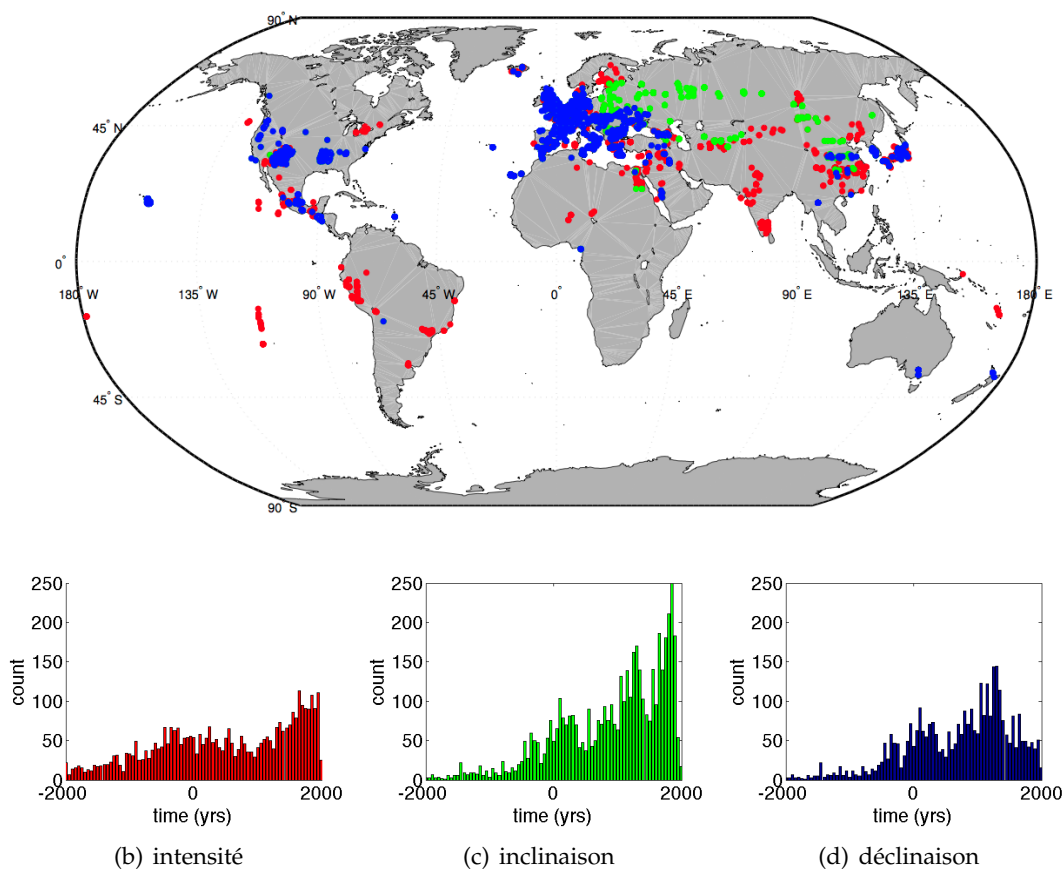 90° N
45° N
0°
180° W 135° W 90° W 45° W 0° 45° E 90° E 135° E 180° E
45° S
90° S
250
200
150
100
50
0
count
-2000 0 2000
time (yrs)
(b) intensité
250
200
150
100
50
0
count
-2000 0 2000
time (yrs)
(c) inclinaison
250
200
150
100
50
0
count
-2000 0 2000
time (yrs)
(d) déclinaison